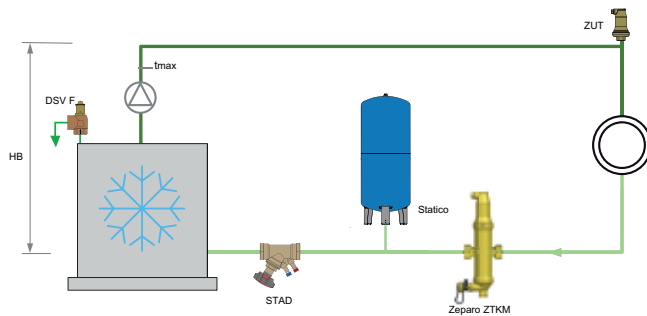 ZUT
tmax
DSV F
HB
Statico
STAD
Zeparo ZTKM